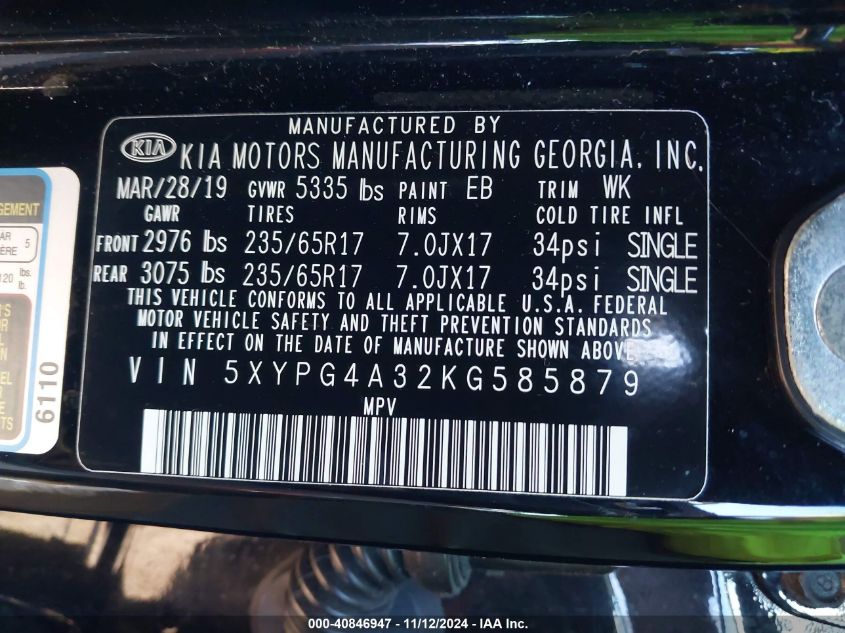 MANUFACTURED BY
KIA KIA MOTORS MANUFACTURING GEORGIA, INC.
MAR/28/19 GVWR 5335 lbs PAINT EB TRIM WK
GAWR TIRES RIMS COLD TIRE INFL
FRONT 2976 lbs 235/65R17 7.0JX17 34psi SINGLE
REAR 3075 lbs 235/65R17 7.0JX17 34psi SINGLE
THIS VEHICLE CONFORMS TO ALL APPLICABLE U.S.A. FEDERAL
MOTOR VEHICLE SAFETY AND THEFT PREVENTION STANDARDS
IN EFFECT ON THE DATE OF MANUFACTURE SHOWN ABOVE.
VIN 5XYPG4A32KG585879
MPV
5
120 lbs.
lb.
6110
000-40846947 - 11/12/2024 - IAA Inc.